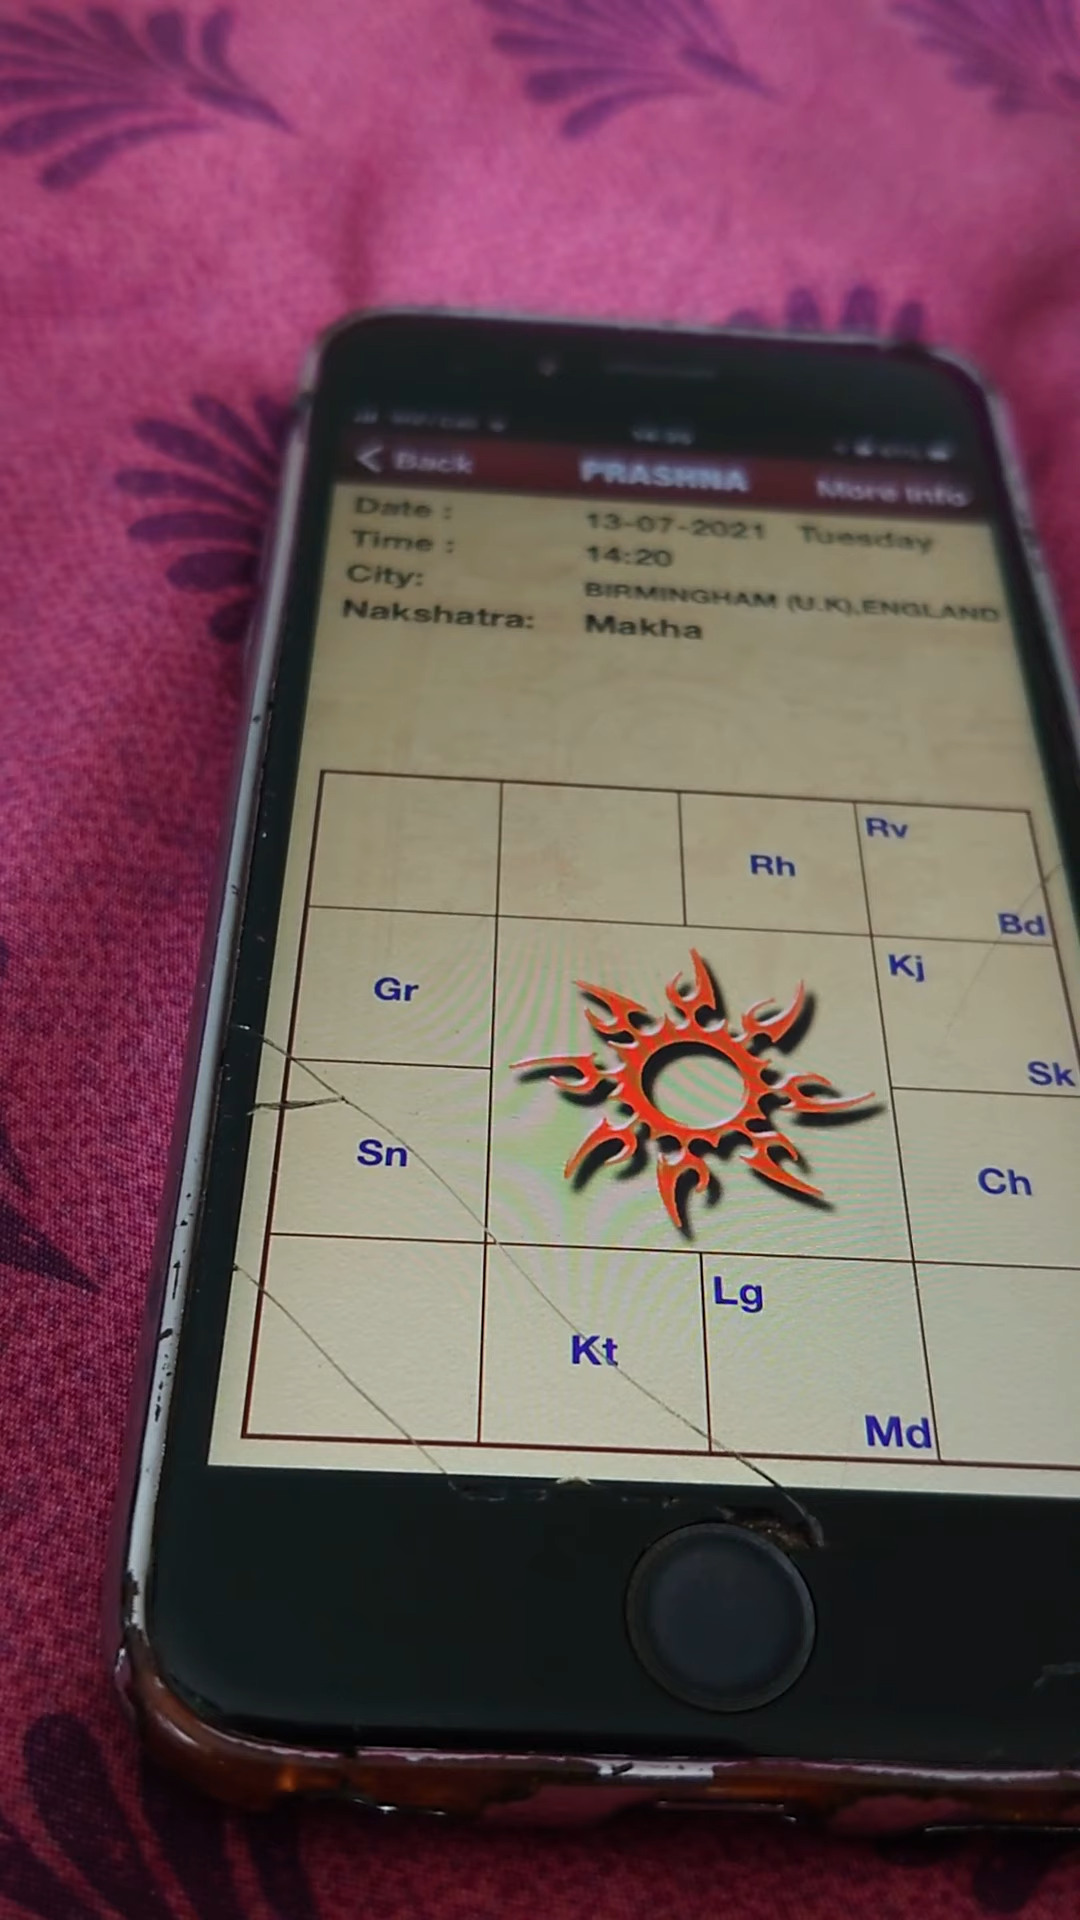 Back PRASHNA More Info
Date : 13-07-2021 Tuesday
Time : 14:20
City: BIRMINGHAM (U.K),ENGLAND
Nakshatra: Makha
Rh Rv
Bd
Gr Kj
Sk
Sn Ch
Lg
Kt
Md